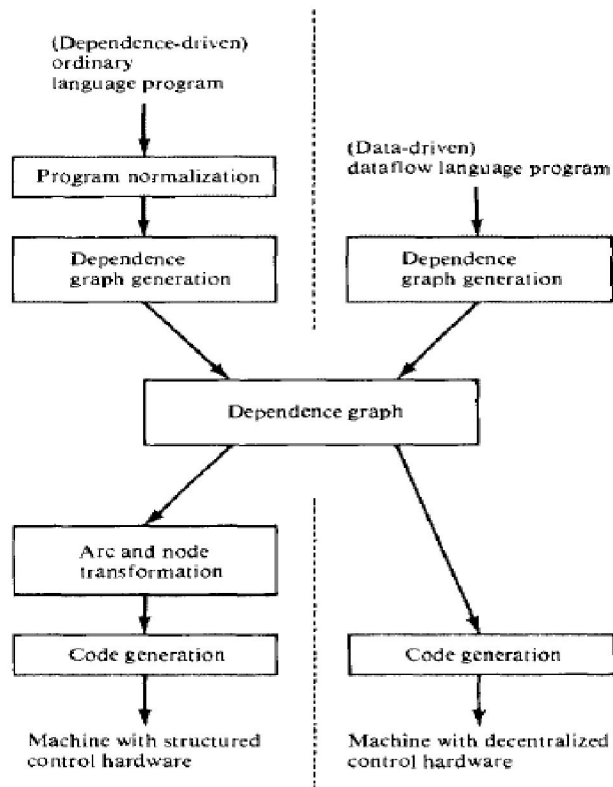 (Dependence-driven)
ordinary
language program
(Data-driven)
dataflow language program
Program normalization
Dependence
graph generation
Dependence
graph generation
Dependence graph
Arc and node
transformation
Code generation
Code generation
Machine with structured
control hardware
Machine with decentralized
control hardware